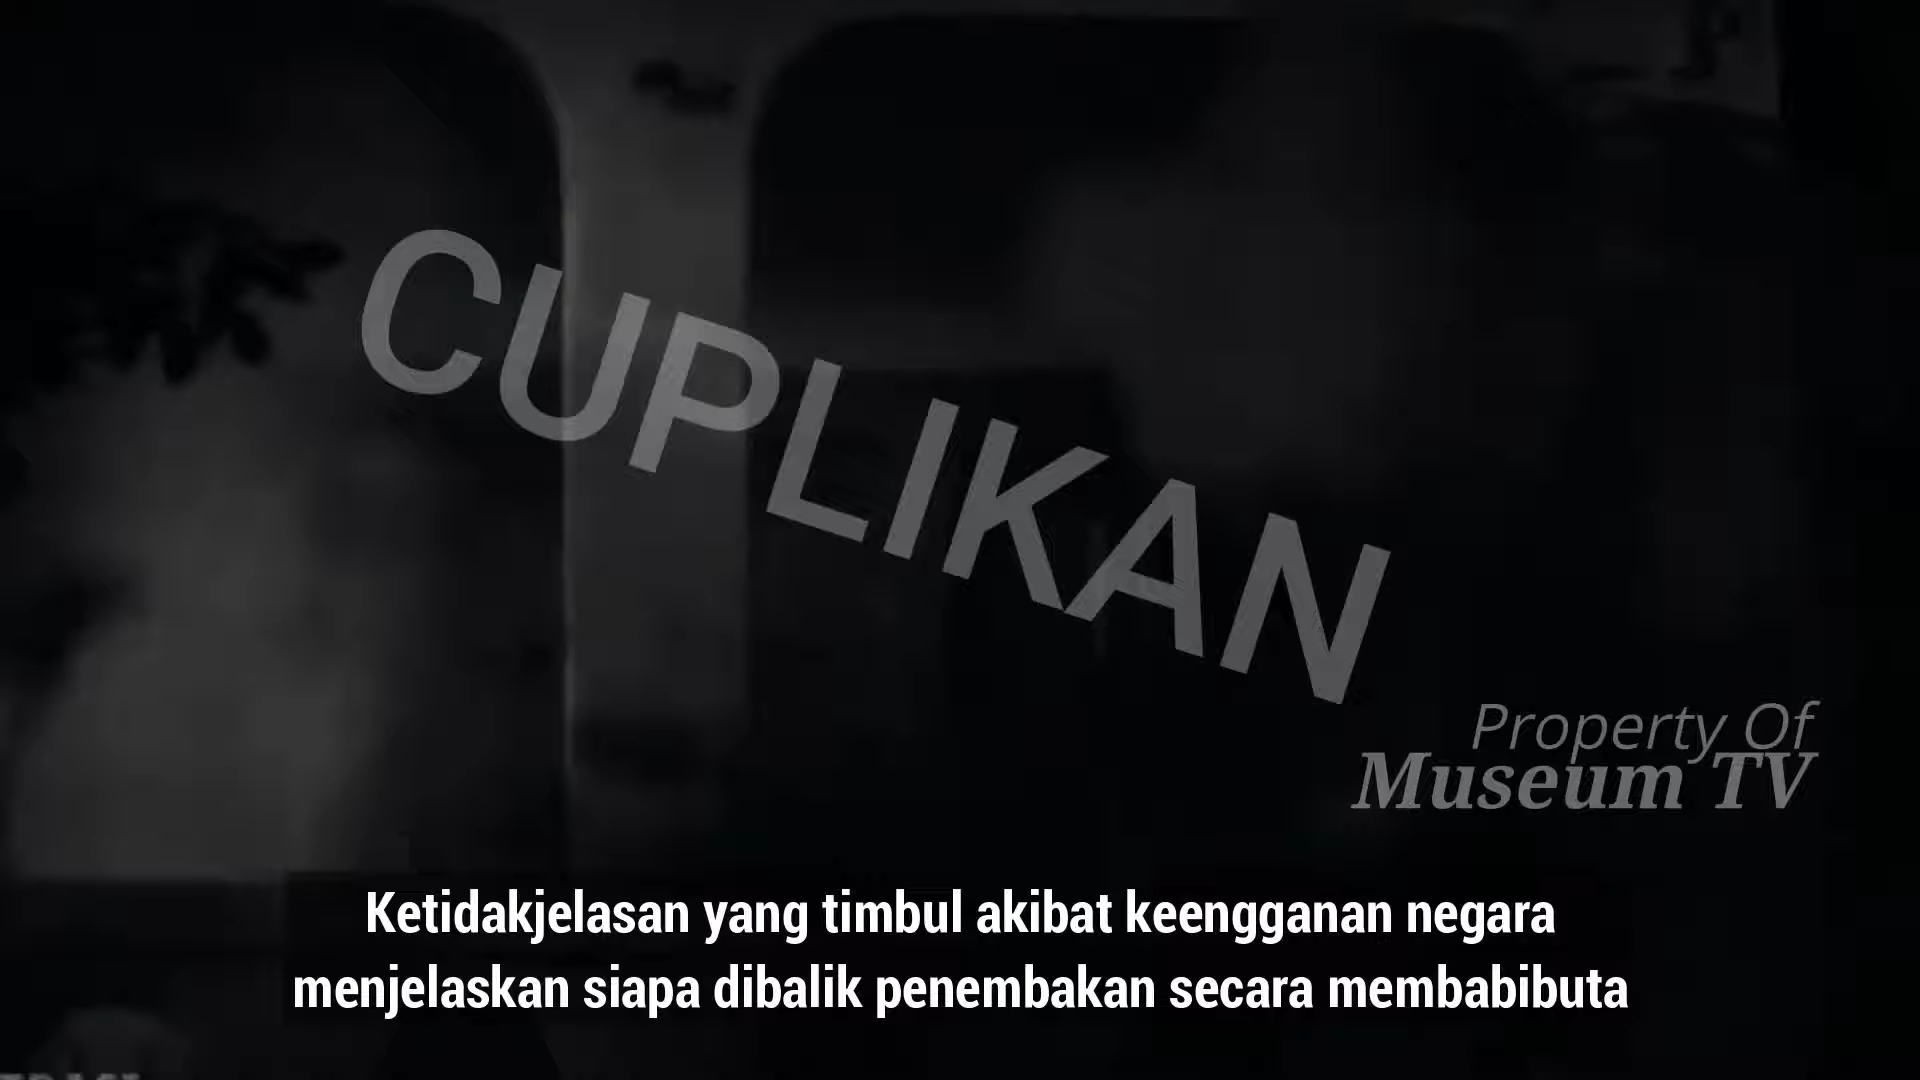 CUPLIKAN
Property Of
Museum TV
Ketidakjelasan yang timbul akibat keengganan negara
menjelaskan siapa dibalik penembakan secara membabibuta